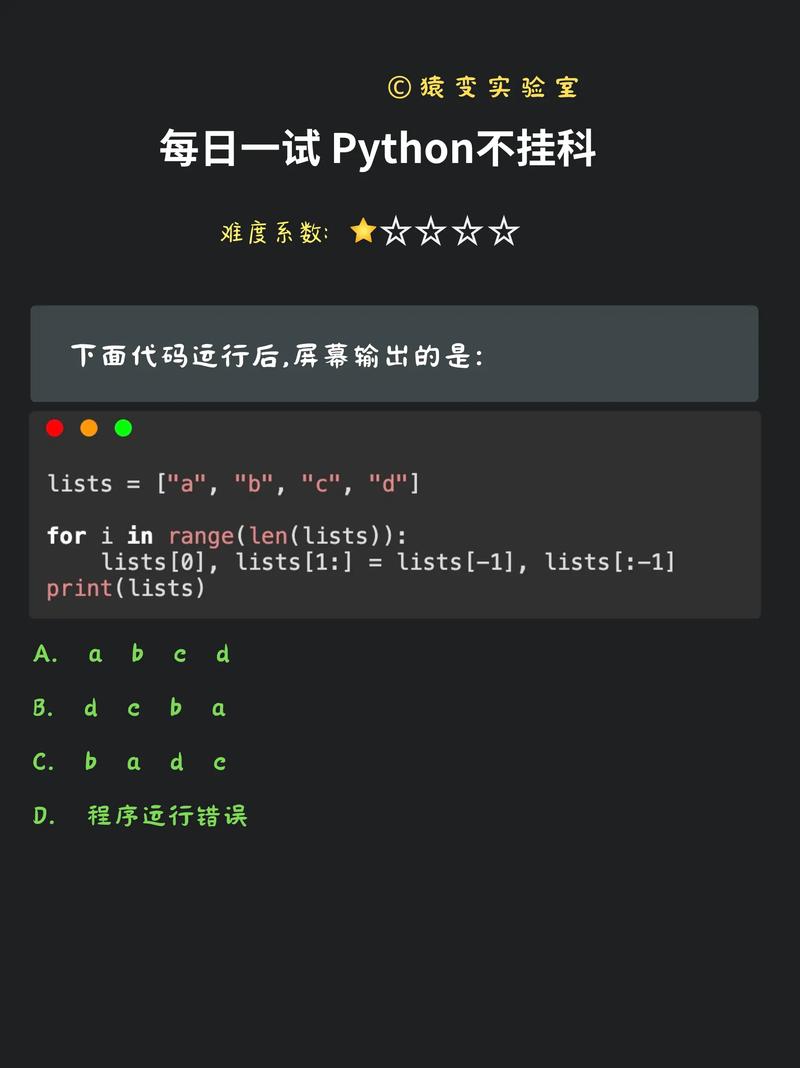 ©猿变实验室
每日一试 Python不挂科
难度系数: ⭐☆☆☆☆
下面代码运行后,屏幕输出的是:
lists = ["a", "b", "c", "d"]
for i in range(len(lists)):
    lists[0], lists[1:] = lists[-1], lists[:-1]
print(lists)
A. a b c d
B. d c b a
C. b a d c
D. 程序运行错误